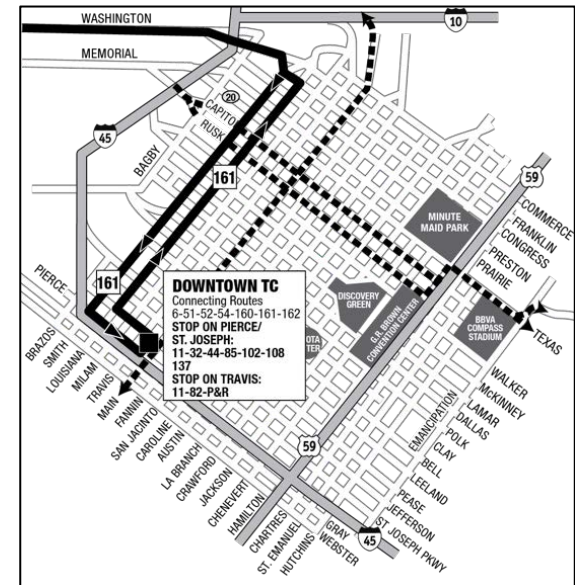 WASHINGTON
10
MEMORIAL
20
CAPITO
RUSK
45
BAGBY
59
161
COMMERCE
FRANKLIN
CONGRESS
PRESTON
PRAIRIE
TEXAS
MINUTE
MAID PARK
161
PIERCE
DOWNTOWN TC
Connecting Routes
6-51-52-54-160-161-162
STOP ON PIERCE/
ST. JOSEPH:
11-32-44-85-102-108
137
STOP ON TRAVIS:
11-82-P&R
DISCOVERY
GREEN
G.R. BROWN
CONVENTION CENTER
OTA
TER
BBVA
COMPASS
STADIUM
BRAZOS
SMITH
LOUISIANA
MILAM
TRAVIS
MAIN
FANNIN
SAN JACINTO
CAROLINE
AUSTIN
LA BRANCH
CRAWFORD
JACKSON
CHENEVERT
HAMILTON
59
CHARTRES
ST. EMANUEL
HUTCHINS
EMANCIPATION
WALKER
McKINNEY
LAMAR
DALLAS
POLK
CLAY
BELL
LEELAND
PEASE
JEFFERSON
ST JOSEPH PKWY
GRAY
WEBSTER
45